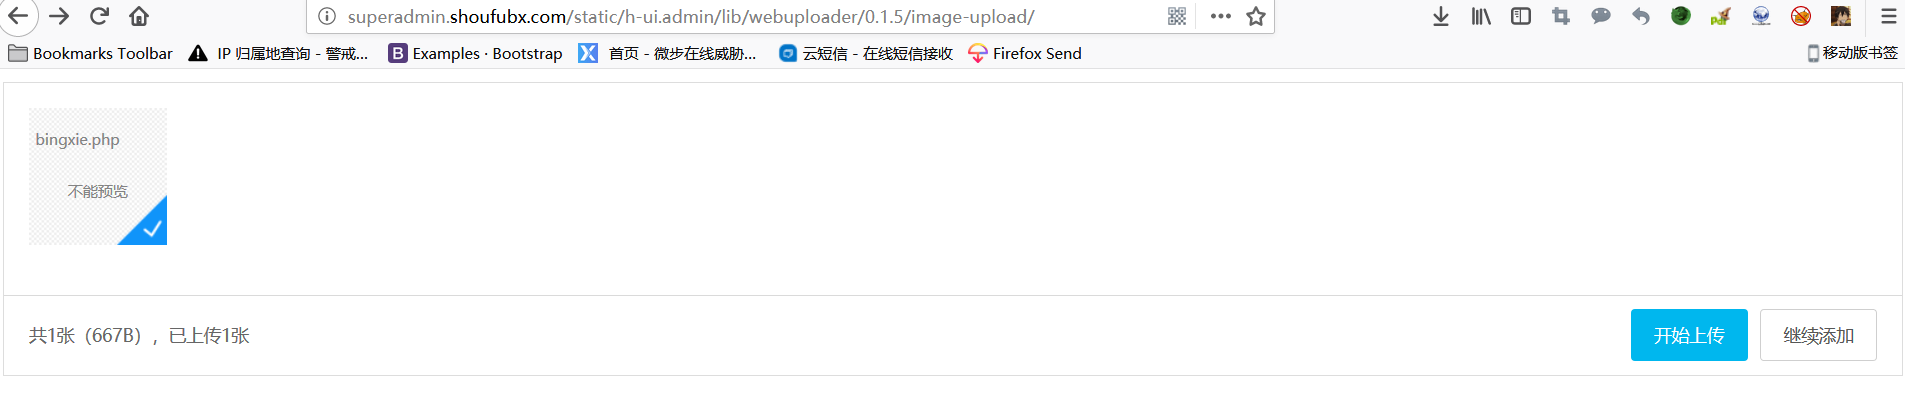 superadmin.shoufubx.com/static/h-ui.admin/lib/webuploader/0.1.5/image-upload/
Bookmarks Toolbar IP 归属地查询 - 警戒... B Examples · Bootstrap 首页 - 微步在线威胁... 云短信 - 在线短信接收 Firefox Send 移动版书签
bingxie.php
不能预览
共1张（667B），已上传1张 开始上传 继续添加